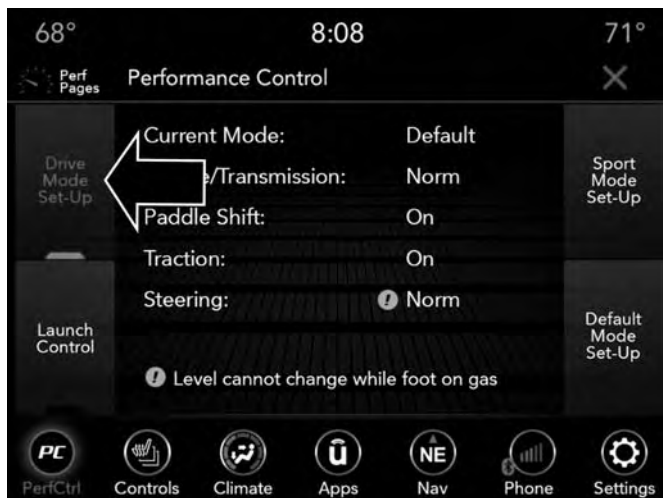 68°
8:08
71°
Perf
Pages
Performance Control
Drive
Mode
Set-Up
Current Mode: Default
e/Transmission: Norm
Paddle Shift: On
Traction: On
Steering: ! Norm
! Level cannot change while foot on gas
Launch
Control
Sport
Mode
Set-Up
Default
Mode
Set-Up
PC
PerfCtrl
Controls
Climate
û
Apps
NE
Nav
Phone
Settings